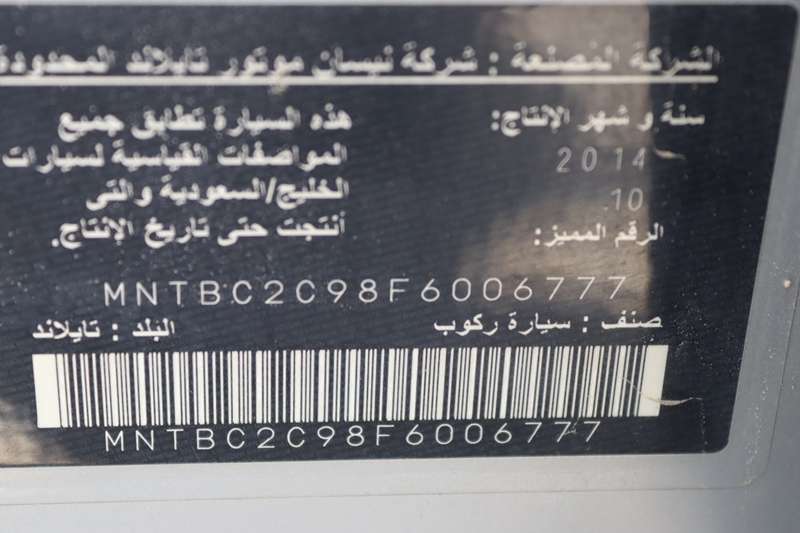 الشركة المصنعة : شركة نيسان موتور تايلاند المحدودة
سنة و شهر الإنتاج:
2014
10
الرقم المميز:
هذه السيارة تطابق جميع
المواصفات القياسية لسيارات
الخليج/السعودية والتى
أنتجت حتى تاريخ الإنتاج.
MNTBC2C98F6006777
صنف : سيارة ركوب
البلد : تايلاند
MNTBC2C98F6006777